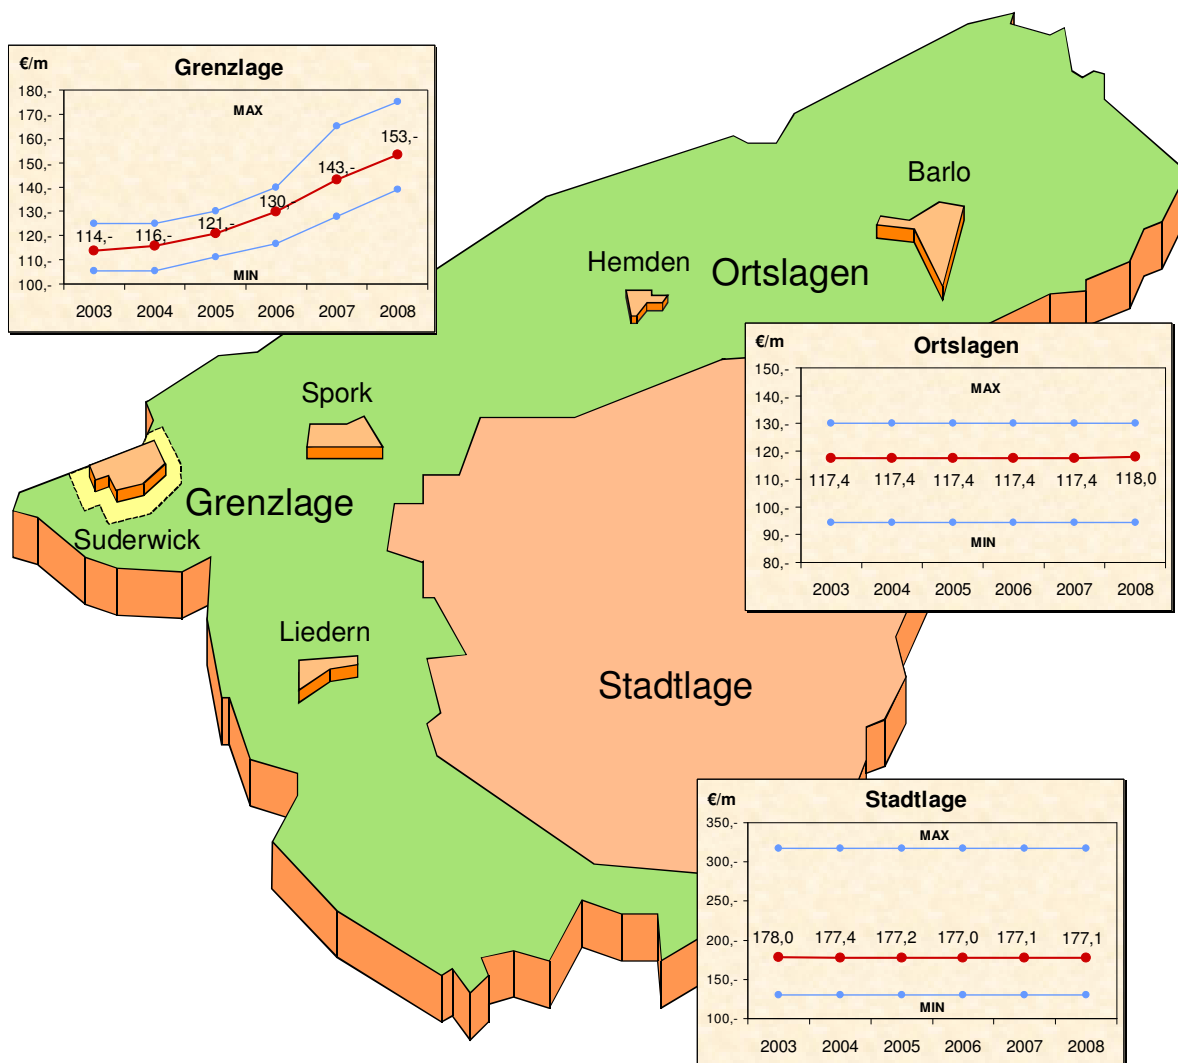 €/m
Grenzlage
180,-
170,-
160,-
150,-
140,-
130,-
120,-
110,-
100,-
MAX
MIN
114,-
116,-
121,-
130,-
143,-
153,-
2003 2004 2005 2006 2007 2008
Barlo
Hemden
Ortslagen
Spork
Grenzlage
Suderwick
Liedern
Stadtlage
€/m
Ortslagen
150,-
140,-
130,-
120,-
110,-
100,-
90,-
80,-
MAX
117,4 117,4 117,4 117,4 117,4 118,0
MIN
2003 2004 2005 2006 2007 2008
€/m
Stadtlage
350,-
300,-
250,-
200,-
150,-
100,-
MAX
178,0 177,4 177,2 177,0 177,1 177,1
MIN
2003 2004 2005 2006 2007 2008